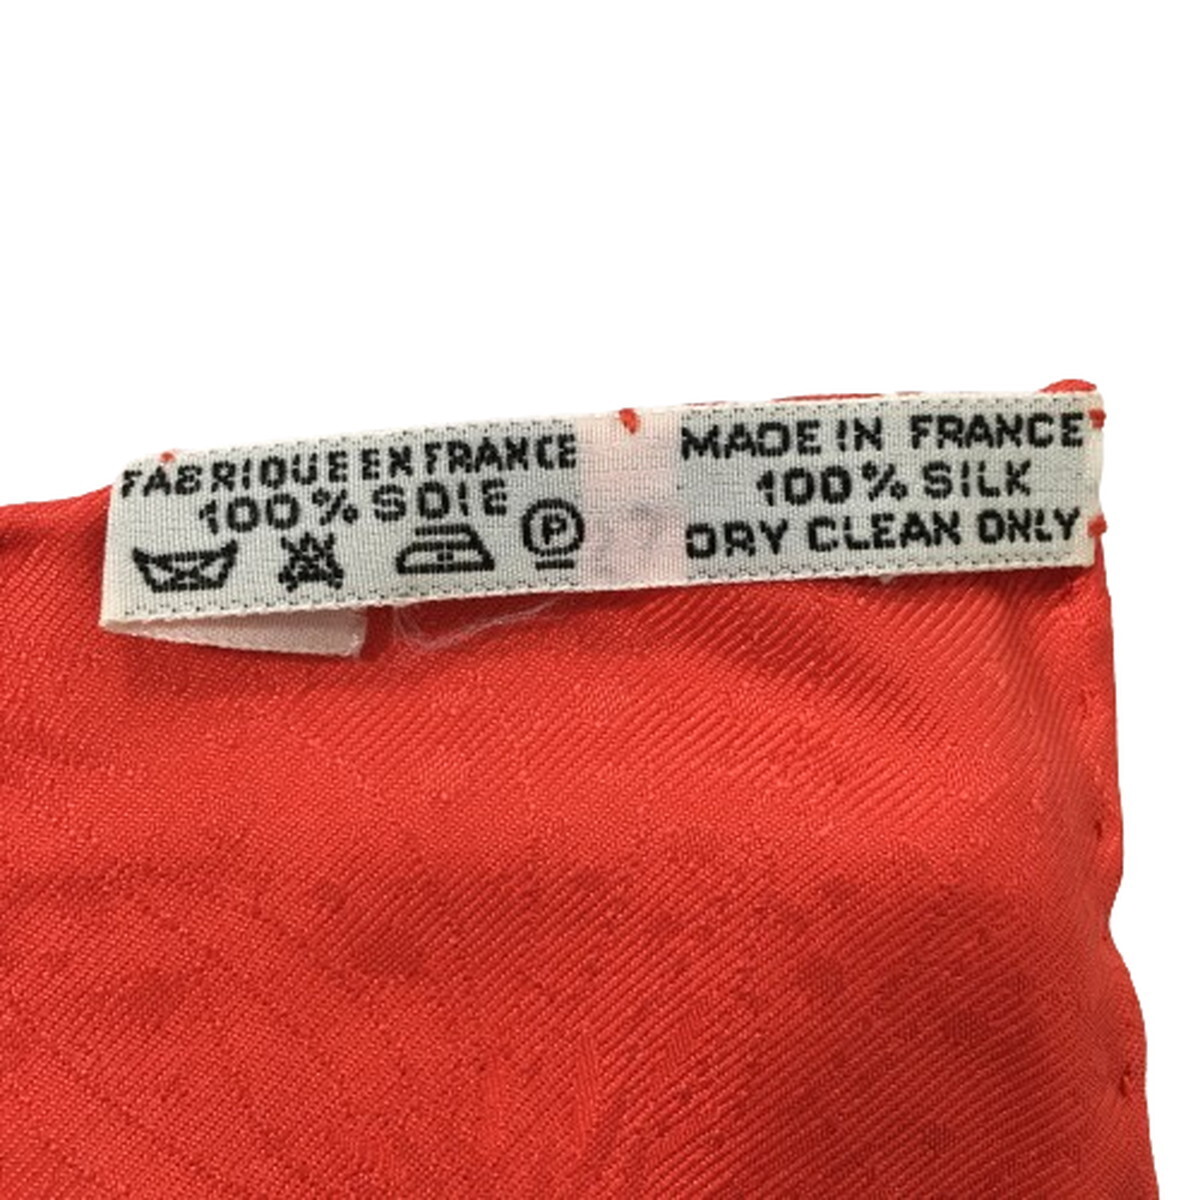 FABRIQUE EN FRANCE
100% SOIE
P
MADE IN FRANCE
100% SILK
DRY CLEAN ONLY